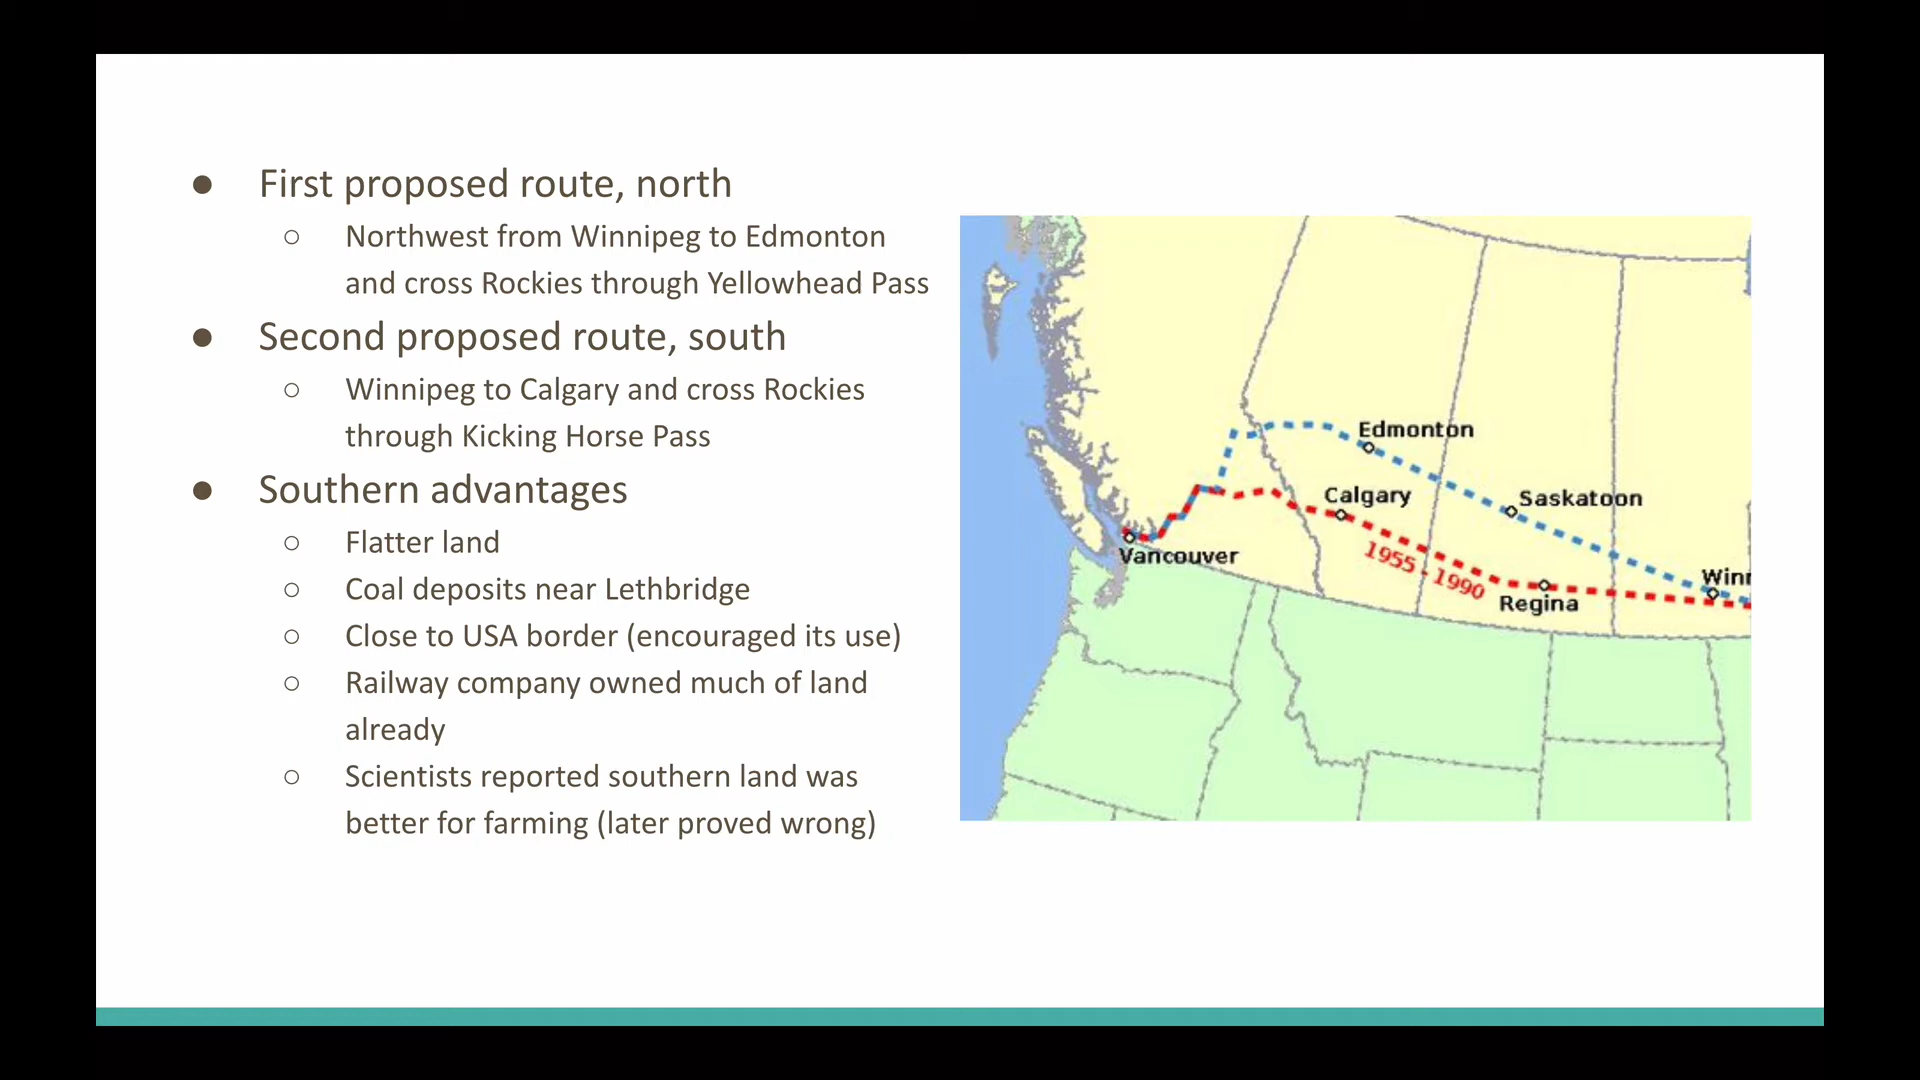 ● First proposed route, north
○ Northwest from Winnipeg to Edmonton
and cross Rockies through Yellowhead Pass
● Second proposed route, south
○ Winnipeg to Calgary and cross Rockies
through Kicking Horse Pass
● Southern advantages
○ Flatter land
○ Coal deposits near Lethbridge
○ Close to USA border (encouraged its use)
○ Railway company owned much of land
already
○ Scientists reported southern land was
better for farming (later proved wrong)
Edmonton
Calgary
Saskatoon
Vancouver
1955 - 1990
Winn
Regina